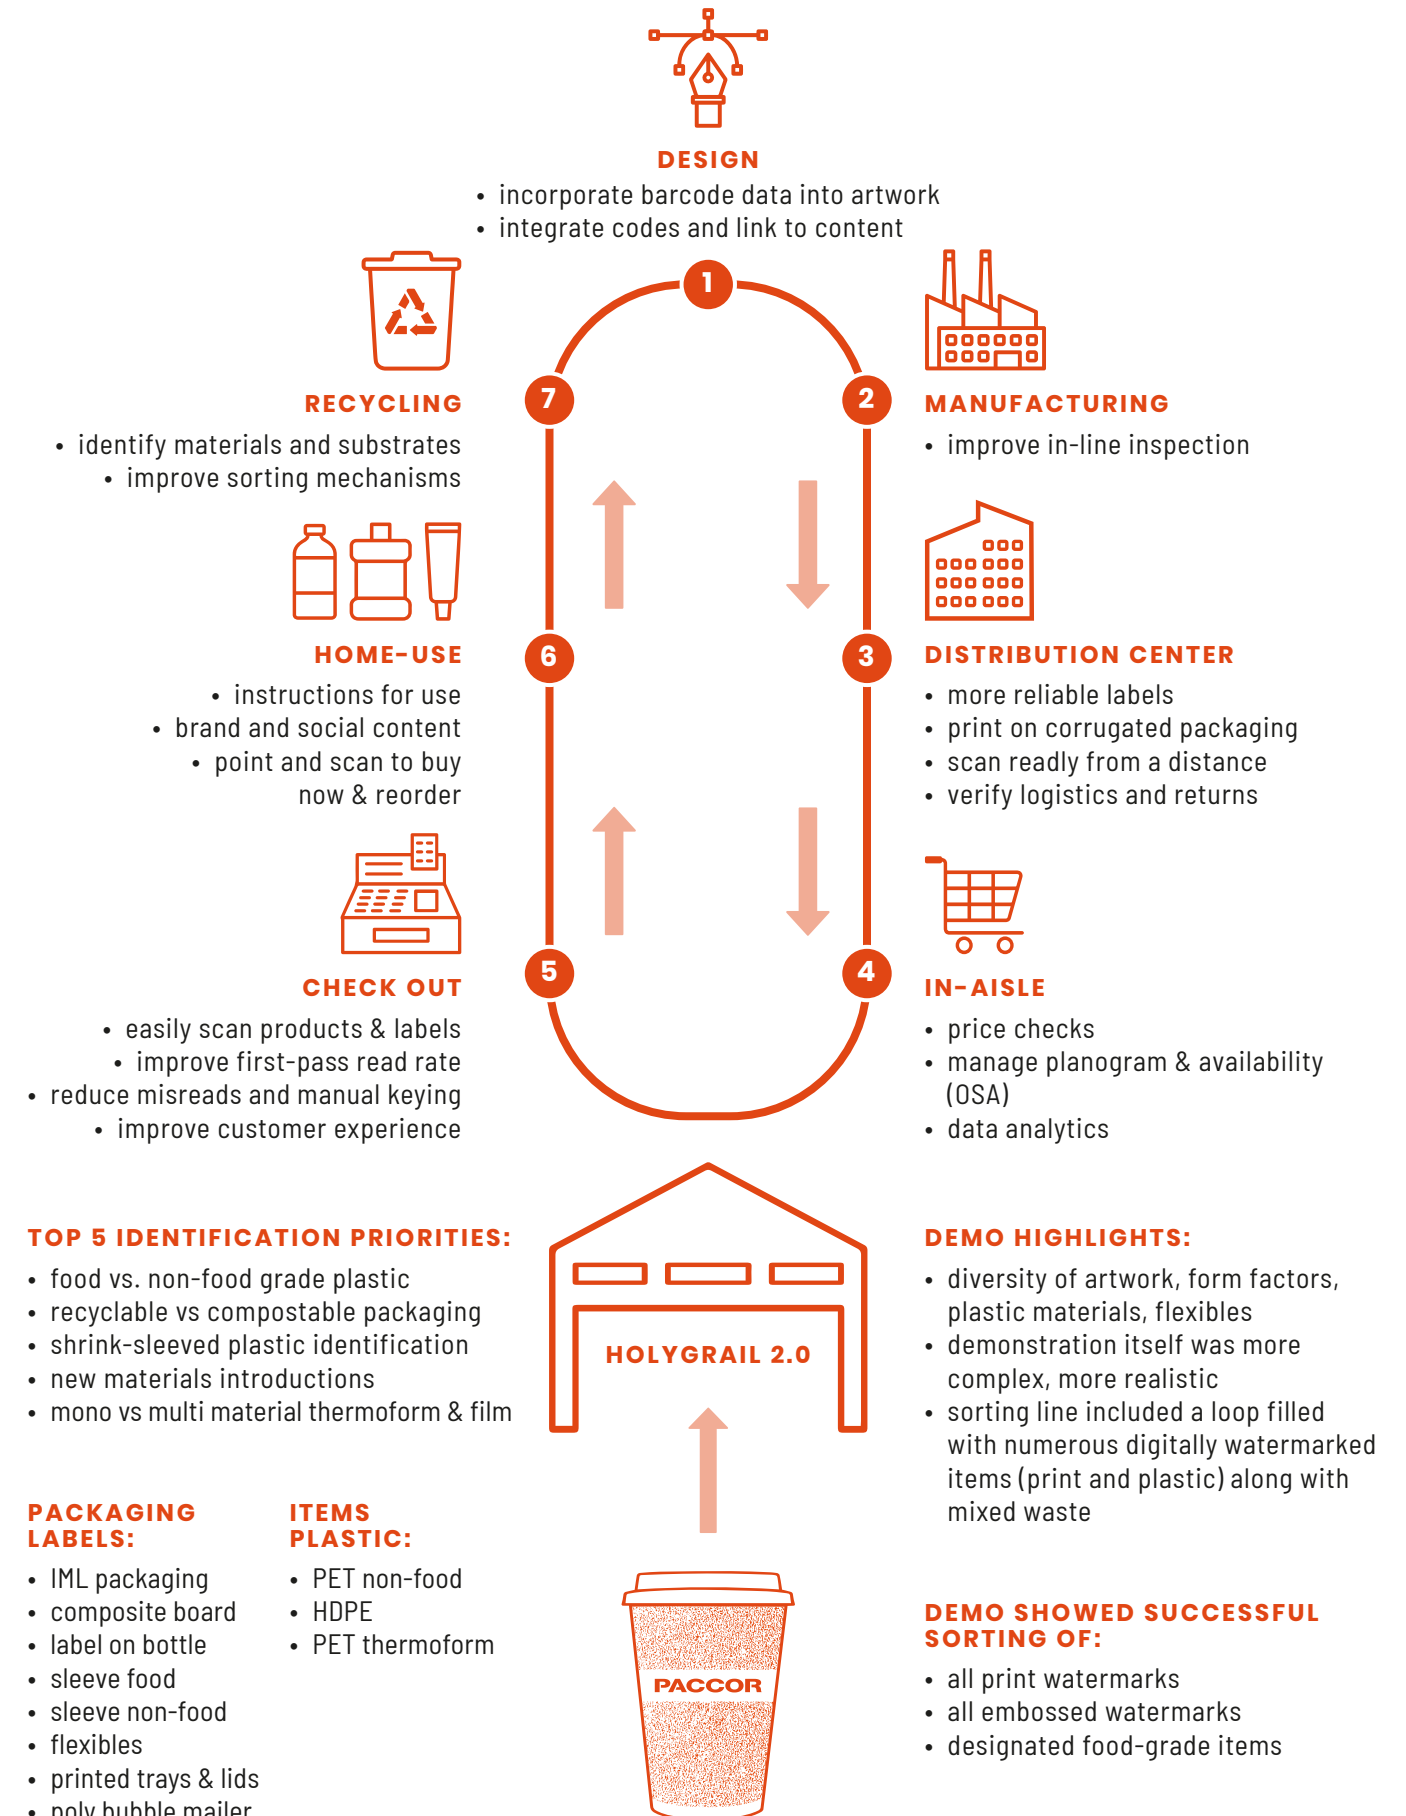 DESIGN
• incorporate barcode data into artwork
• integrate codes and link to content
1
2
MANUFACTURING
• improve in-line inspection
3
DISTRIBUTION CENTER
• more reliable labels
• print on corrugated packaging
• scan readly from a distance
• verify logistics and returns
4
IN-AISLE
• price checks
• manage planogram & availability
(OSA)
• data analytics
5
CHECK OUT
• easily scan products & labels
• improve first-pass read rate
• reduce misreads and manual keying
• improve customer experience
6
HOME-USE
• instructions for use
• brand and social content
• point and scan to buy
now & reorder
7
RECYCLING
• identify materials and substrates
• improve sorting mechanisms
TOP 5 IDENTIFICATION PRIORITIES:
• food vs. non-food grade plastic
• recyclable vs compostable packaging
• shrink-sleeved plastic identification
• new materials introductions
• mono vs multi material thermoform & film
HOLYGRAIL 2.0
DEMO HIGHLIGHTS:
• diversity of artwork, form factors,
plastic materials, flexibles
• demonstration itself was more
complex, more realistic
• sorting line included a loop filled
with numerous digitally watermarked
items (print and plastic) along with
mixed waste
PACKAGING
LABELS:
• IML packaging
• composite board
• label on bottle
• sleeve food
• sleeve non-food
• flexibles
• printed trays & lids
• poly bubble mailer
ITEMS
PLASTIC:
• PET non-food
• HDPE
• PET thermoform
PACCOR
DEMO SHOWED SUCCESSFUL
SORTING OF:
• all print watermarks
• all embossed watermarks
• designated food-grade items